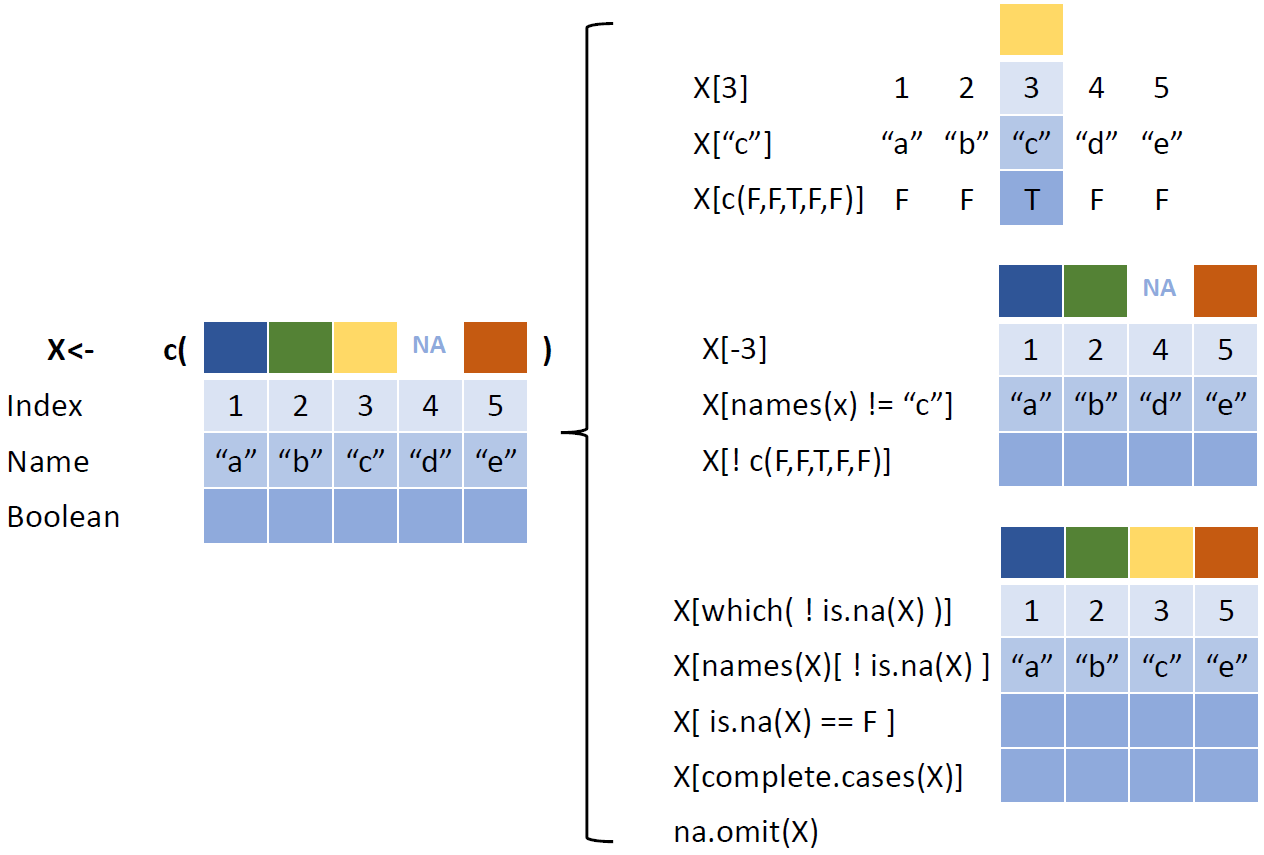 X<- c( NA )
Index 1 2 3 4 5
Name “a” “b” “c” “d” “e”
Boolean
X[3] 1 2 3 4 5
X[“c”] “a” “b” “c” “d” “e”
X[c(F,F,T,F,F)] F F T F F
NA
X[-3] 1 2 4 5
X[names(x) != “c”] “a” “b” “d” “e”
X[! c(F,F,T,F,F)]
X[which( ! is.na(X) )] 1 2 3 5
X[names(X)[ ! is.na(X) ] “a” “b” “c” “e”
X[ is.na(X) == F ]
X[complete.cases(X)]
na.omit(X)